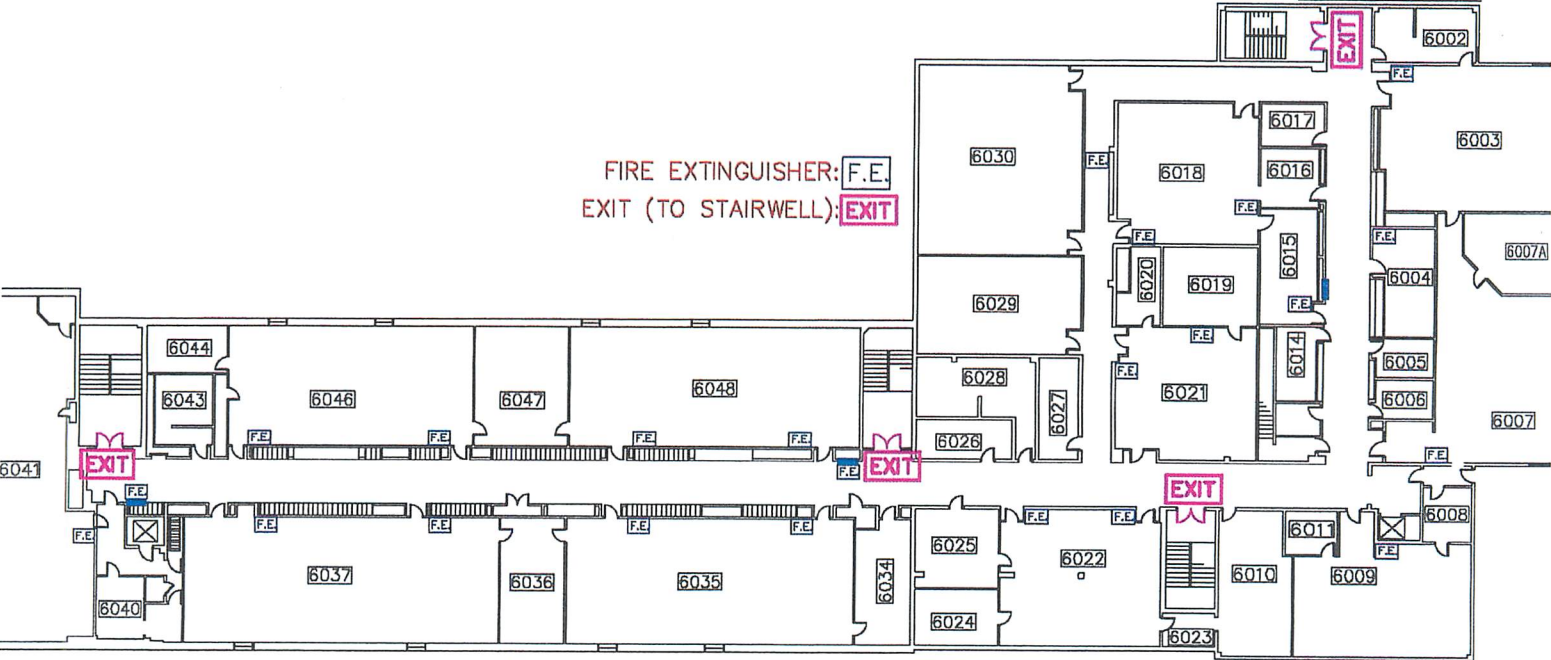 EXIT
6002
F.E.
6017
6003
FIRE EXTINGUISHER: F.E.
EXIT (TO STAIRWELL): EXIT
6030
F.E.
6018
6016
F.E.
F.E.
F.E.
6015
6007A
6020
6019
6004
6029
F.E.
F.E.
6044
6014
6005
6028
F.E.
6048
6021
6006
6043
6046
6047
6027
6007
F.E.
F.E.
F.E.
F.E.
6026
F.E.
6041
EXIT
F.E.
EXIT
F.E.
EXIT
F.E.
F.E.
F.E.
F.E.
F.E.
F.E.
F.E.
6008
6011
F.E.
6025
6022
6037
6036
6035
6034
6010
6009
6040
6024
6023